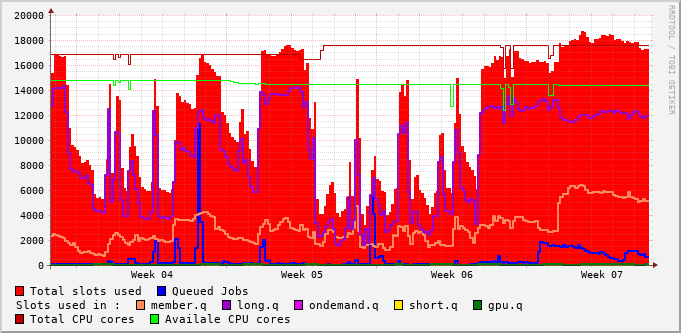 20000
18000
16000
14000
12000
10000
8000
6000
4000
2000
0
Week 04 Week 05 Week 06 Week 07
Total slots used Queued Jobs
Slots used in : member.q long.q ondemand.q short.q gpu.q
Total CPU cores Availale CPU cores
RRDTOOL / TOBI OETIKER